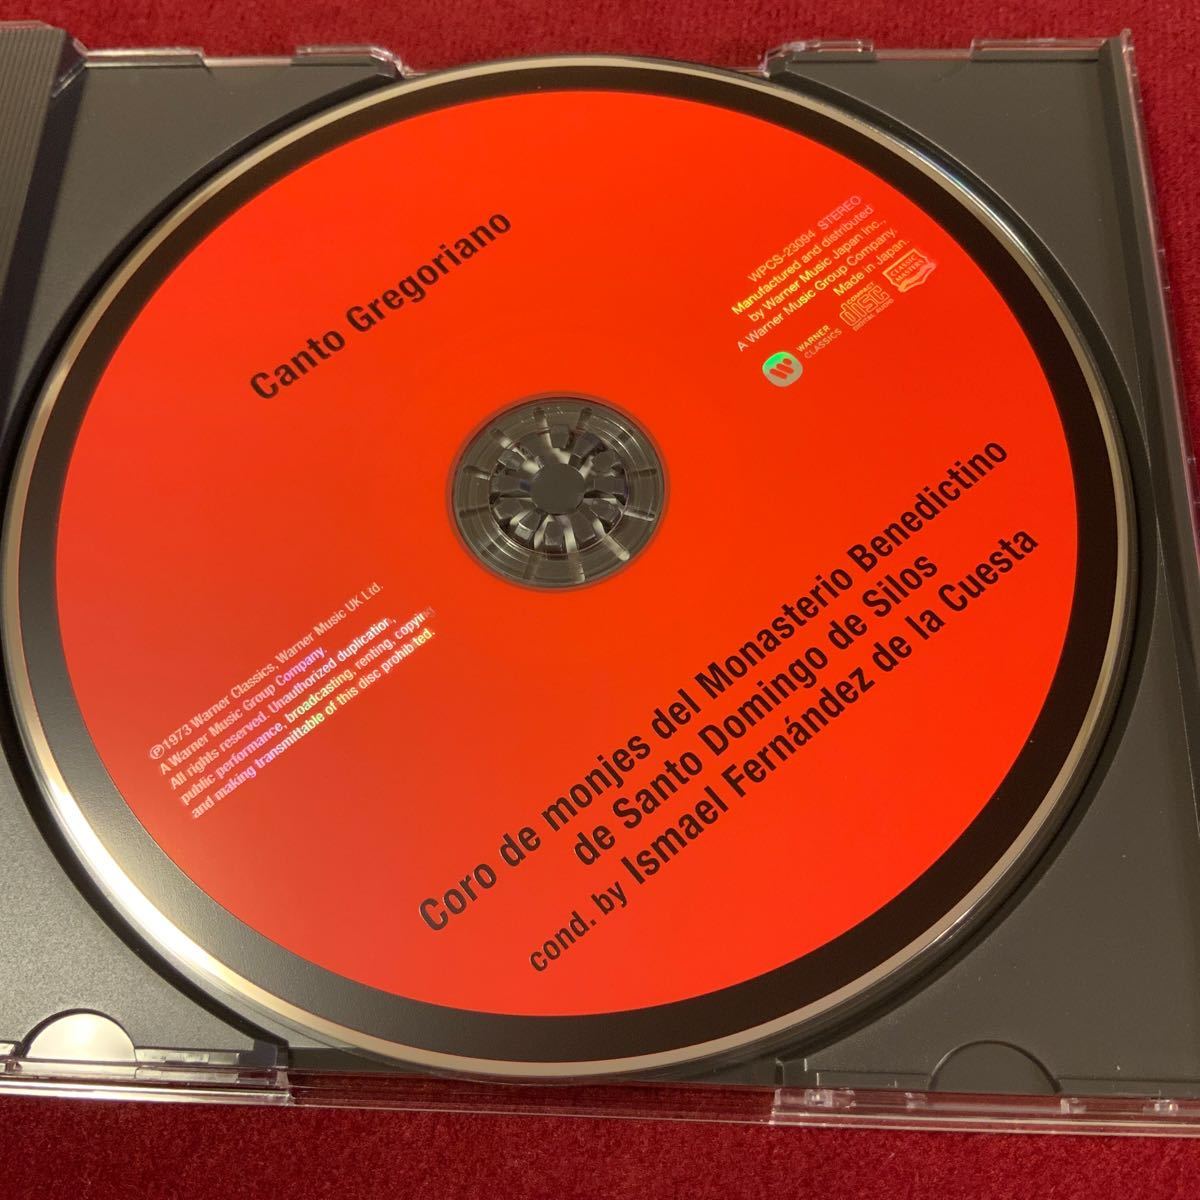 Canto Gregoriano
WPCS-23094 STEREO
Manufactured and distributed
by Warner Music Japan Inc.,
A Warner Music Group Company.
Made in Japan.
CLASSIC
MASTERS
COMPACT
disc
DIGITAL AUDIO
WARNER
CLASSICS
℗1973 Warner Classics, Warner Music UK Ltd.
A Warner Music Group Company.
All rights reserved. Unauthorized duplication,
public performance, broadcasting, renting, copying
and making transmittable of this disc prohibited.
Coro de monjes del Monasterio Benedictino
de Santo Domingo de Silos
cond. by Ismael Fernández de la Cuesta